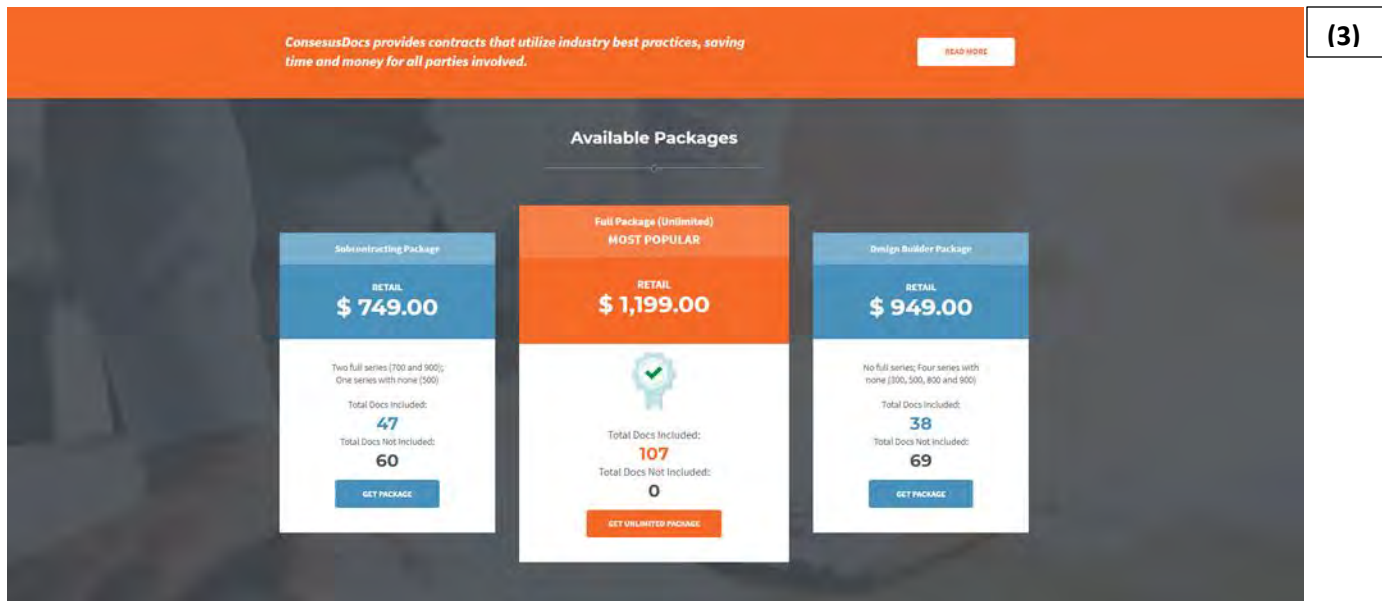 ConsesusDocs provides contracts that utilize industry best practices, saving
time and money for all parties involved.
READ MORE
(3)
Available Packages
Subcontracting Package
RETAIL
$ 749.00
Two full series (700 and 900);
One series with none (500)
Total Docs Included:
47
Total Docs Not Included:
60
GET PACKAGE
Full Package (Unlimited)
MOST POPULAR
RETAIL
$ 1,199.00
Total Docs Included:
107
Total Docs Not Included:
0
GET UNLIMITED PACKAGE
Design Builder Package
RETAIL
$ 949.00
No full series; Four series with
none (300, 500, 800 and 900)
Total Docs Included:
38
Total Docs Not Included:
69
GET PACKAGE